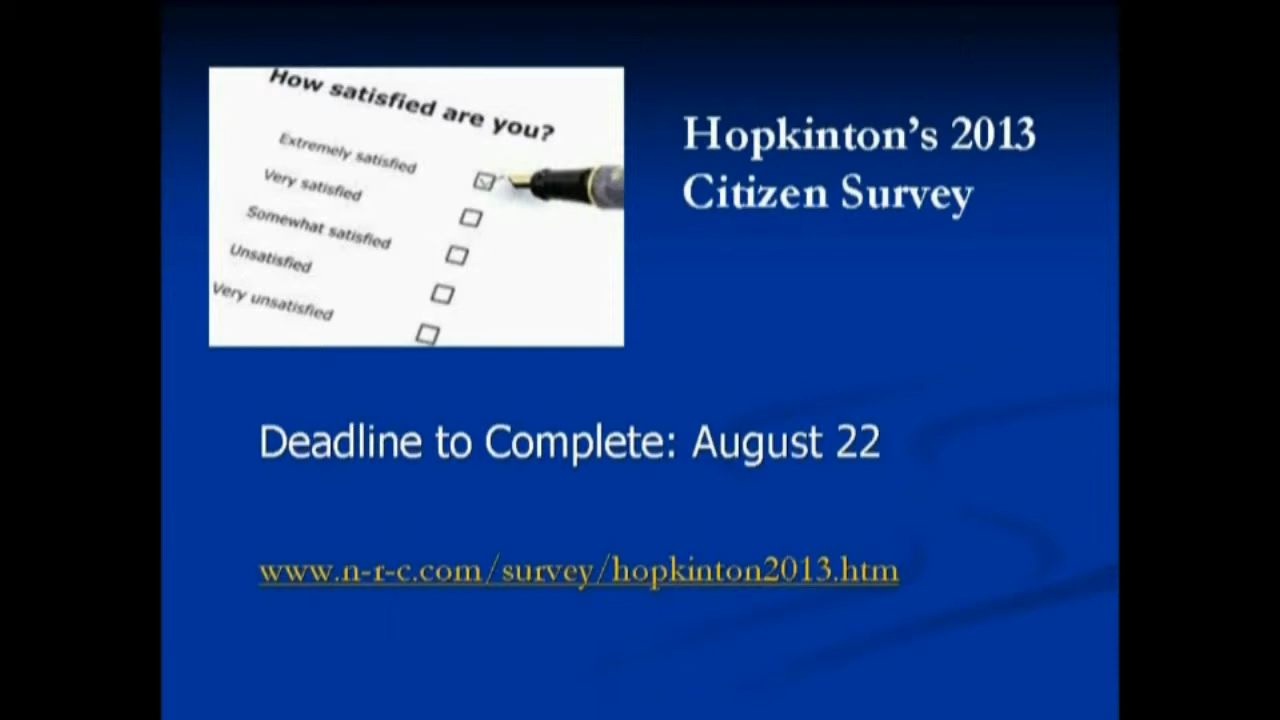 How satisfied are you?
Extremely satisfied
Very satisfied
Somewhat satisfied
Unsatisfied
Very unsatisfied
Hopkinton's 2013
Citizen Survey
Deadline to Complete: August 22
www.n-r-c.com/survey/hopkinton2013.htm